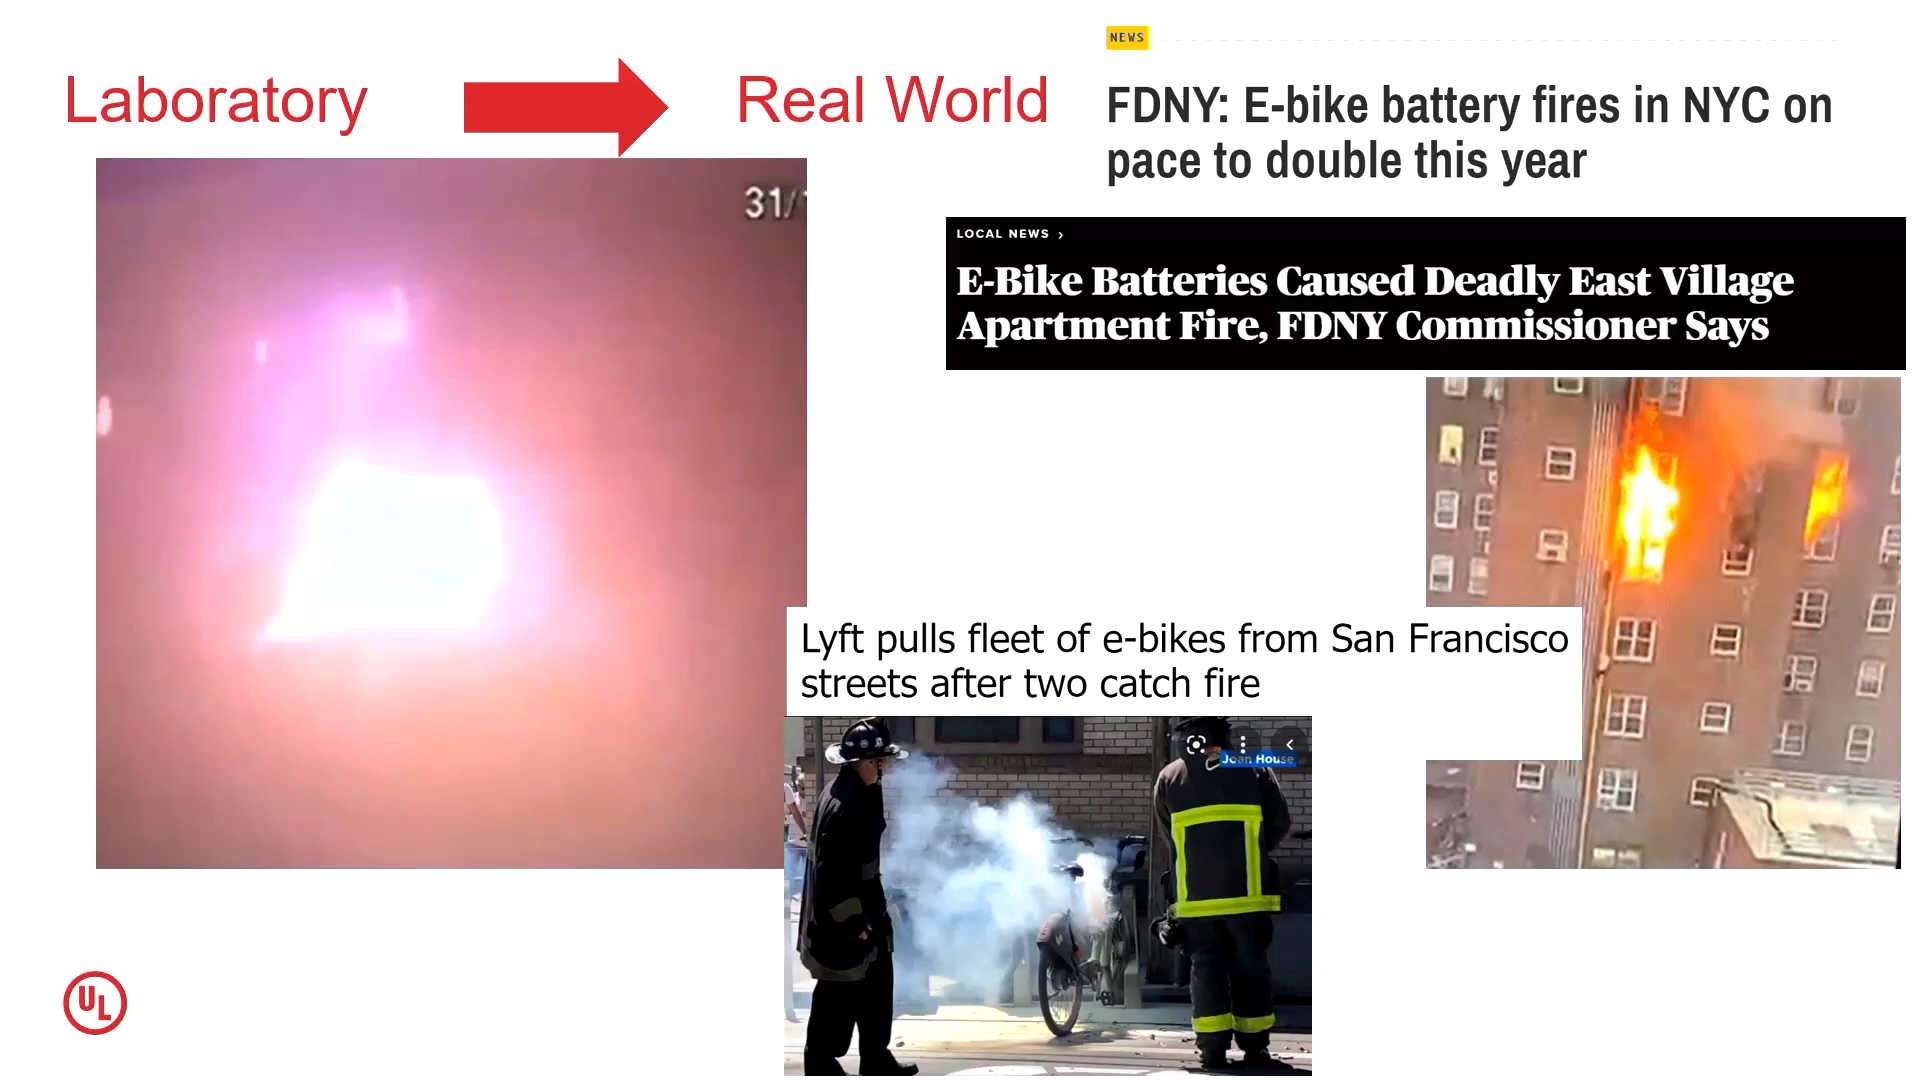 Laboratory
Real World
NEWS
FDNY: E-bike battery fires in NYC on
pace to double this year
LOCAL NEWS ›
E-Bike Batteries Caused Deadly East Village
Apartment Fire, FDNY Commissioner Says
31/
Lyft pulls fleet of e-bikes from San Francisco
streets after two catch fire
Joan House
UL